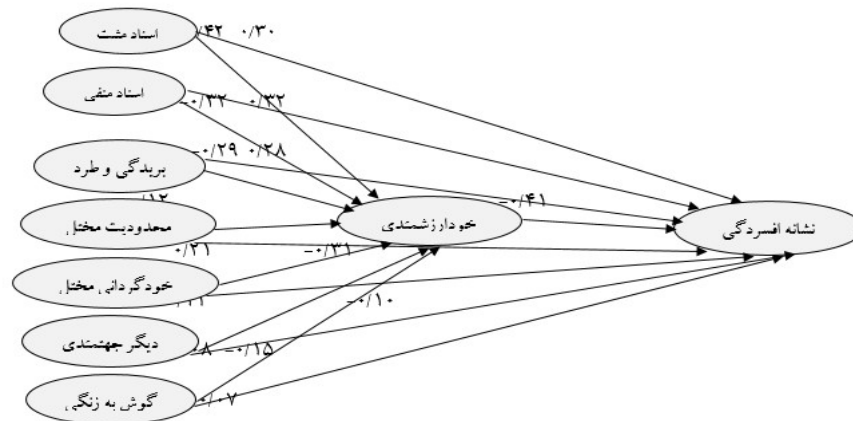 اسناد مثبت
/۴۲ ۰/۳۰
اسناد منفی
-۰/۳۲ ۰/۳۲
بریدگی و طرد
-۰/۲۹ ۰/۲۸
/۱۲
-۰/۴۱
محدودیت مختل
خودارزشمندی
نشانه افسردگی
۰/۲۱ -۰/۳۱
خودگردانی مختل
-۰/۱۰
دیگر جهتمندی
۰۸ -۰/۱۵
گوش به زنگی
۰/۰۷